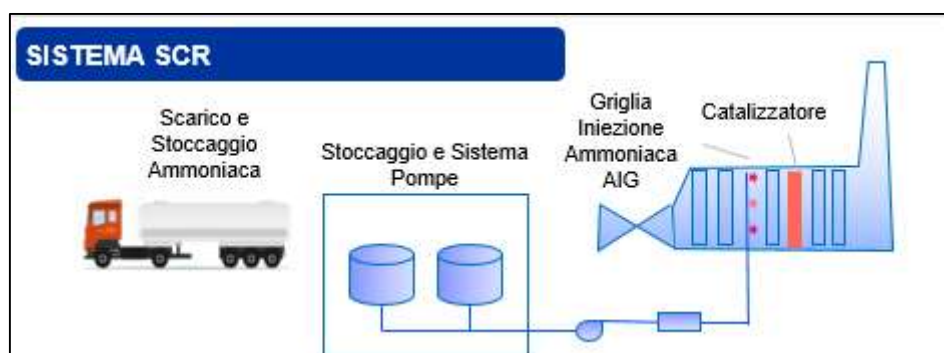 SISTEMA SCR
Scarico e
Stoccaggio
Ammoniaca
Stoccaggio e Sistema
Pompe
Griglia
Iniezione
Ammoniaca
AIG
Catalizzatore